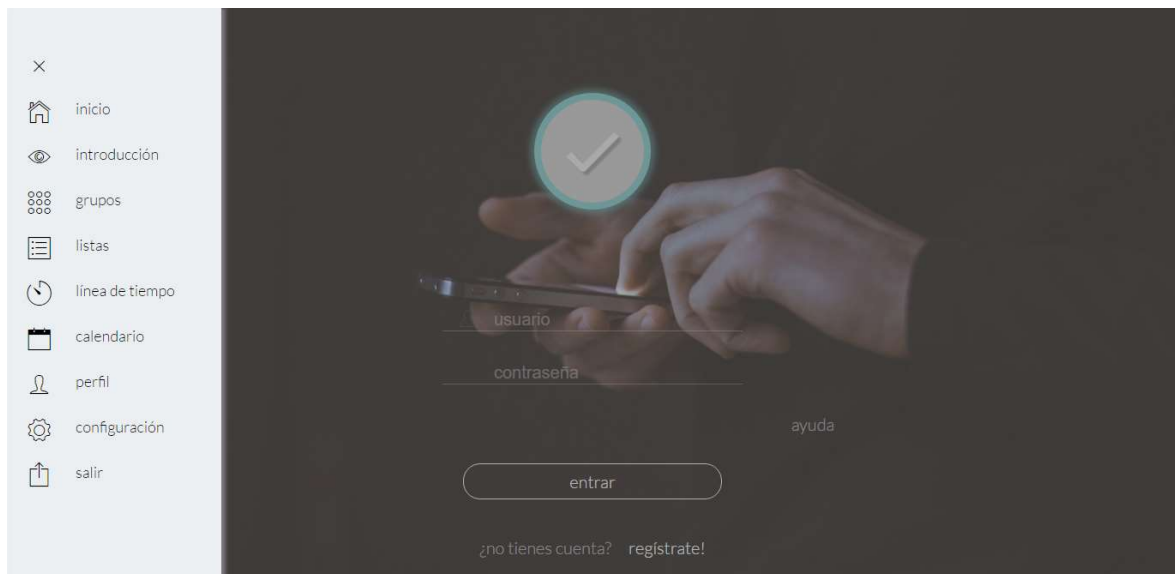 inicio
introducción
grupos
listas
línea de tiempo
calendario
perfil
configuración
salir
usuario
contraseña
ayuda
entrar
¿no tienes cuenta? regístrate!